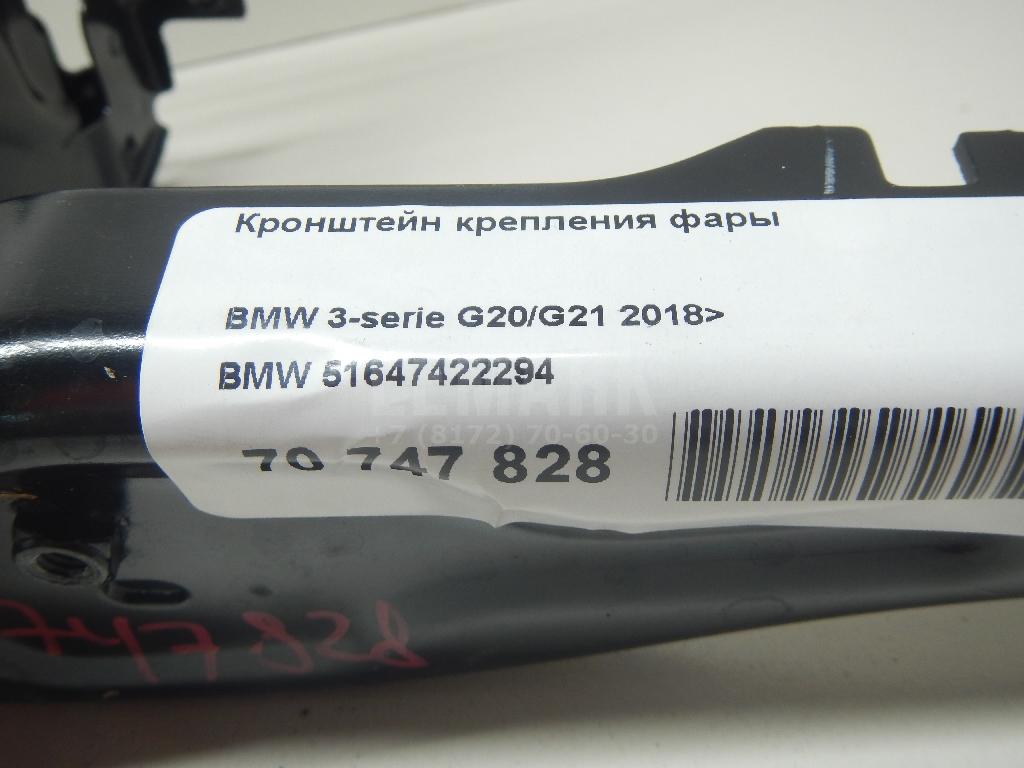 Кронштейн крепления фары
BMW 3-serie G20/G21 2018>
BMW 51647422294
ELMARK
+7 (8172) 70-60-30
70 747 828
747828